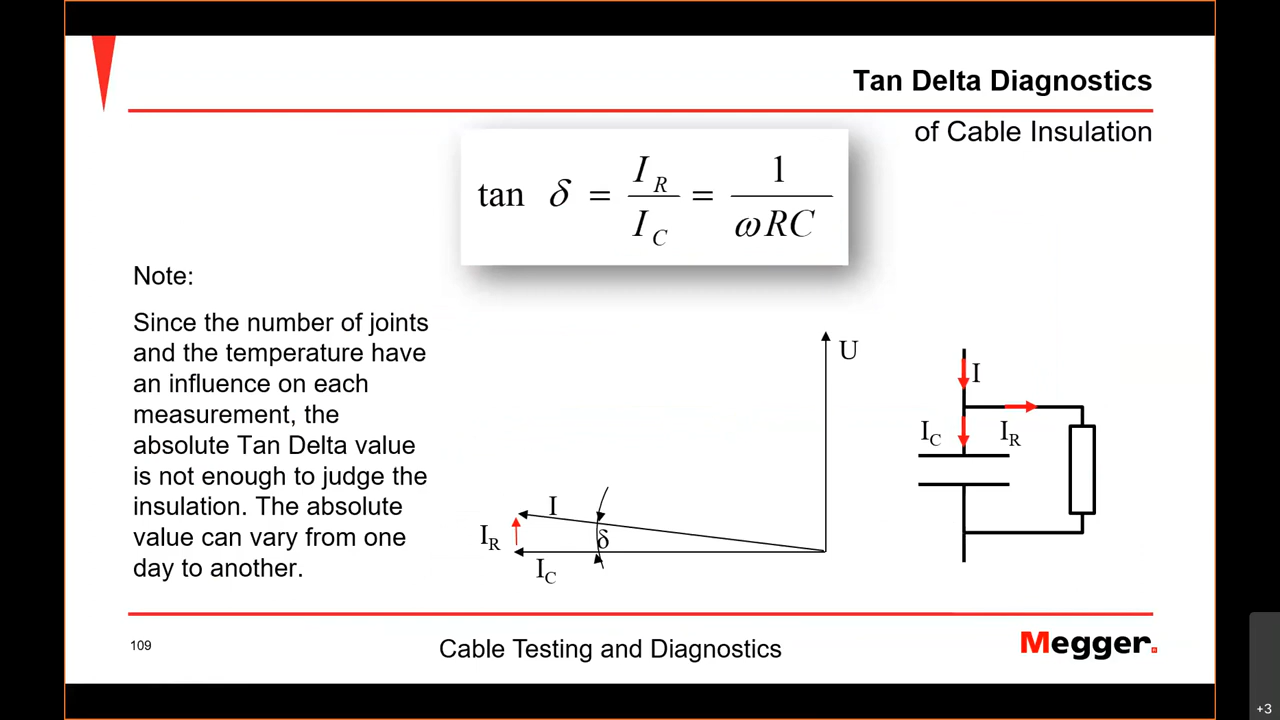 Tan Delta Diagnostics
of Cable Insulation
tan δ = I_R / I_C = 1 / ωRC
Note:
Since the number of joints
and the temperature have
an influence on each
measurement, the
absolute Tan Delta value
is not enough to judge the
insulation. The absolute
value can vary from one
day to another.
U
I
δ
I_R
I_C
I
I_C
I_R
109
Cable Testing and Diagnostics
Megger.
+3